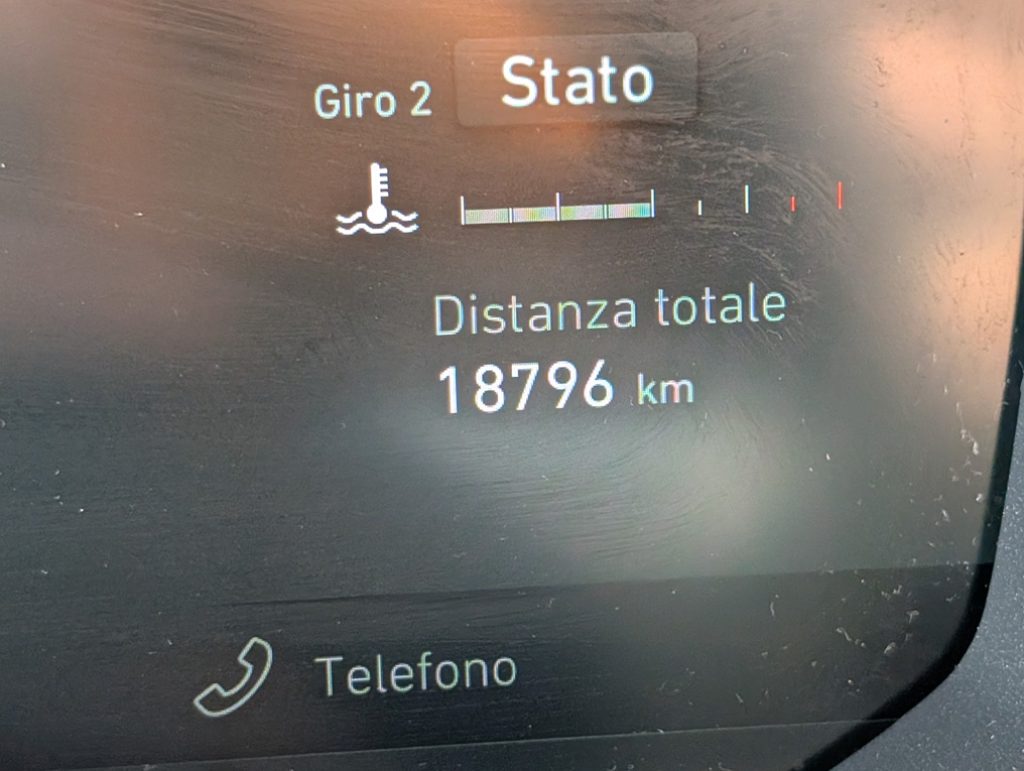 Giro 2 Stato
Distanza totale
18796 km
Telefono